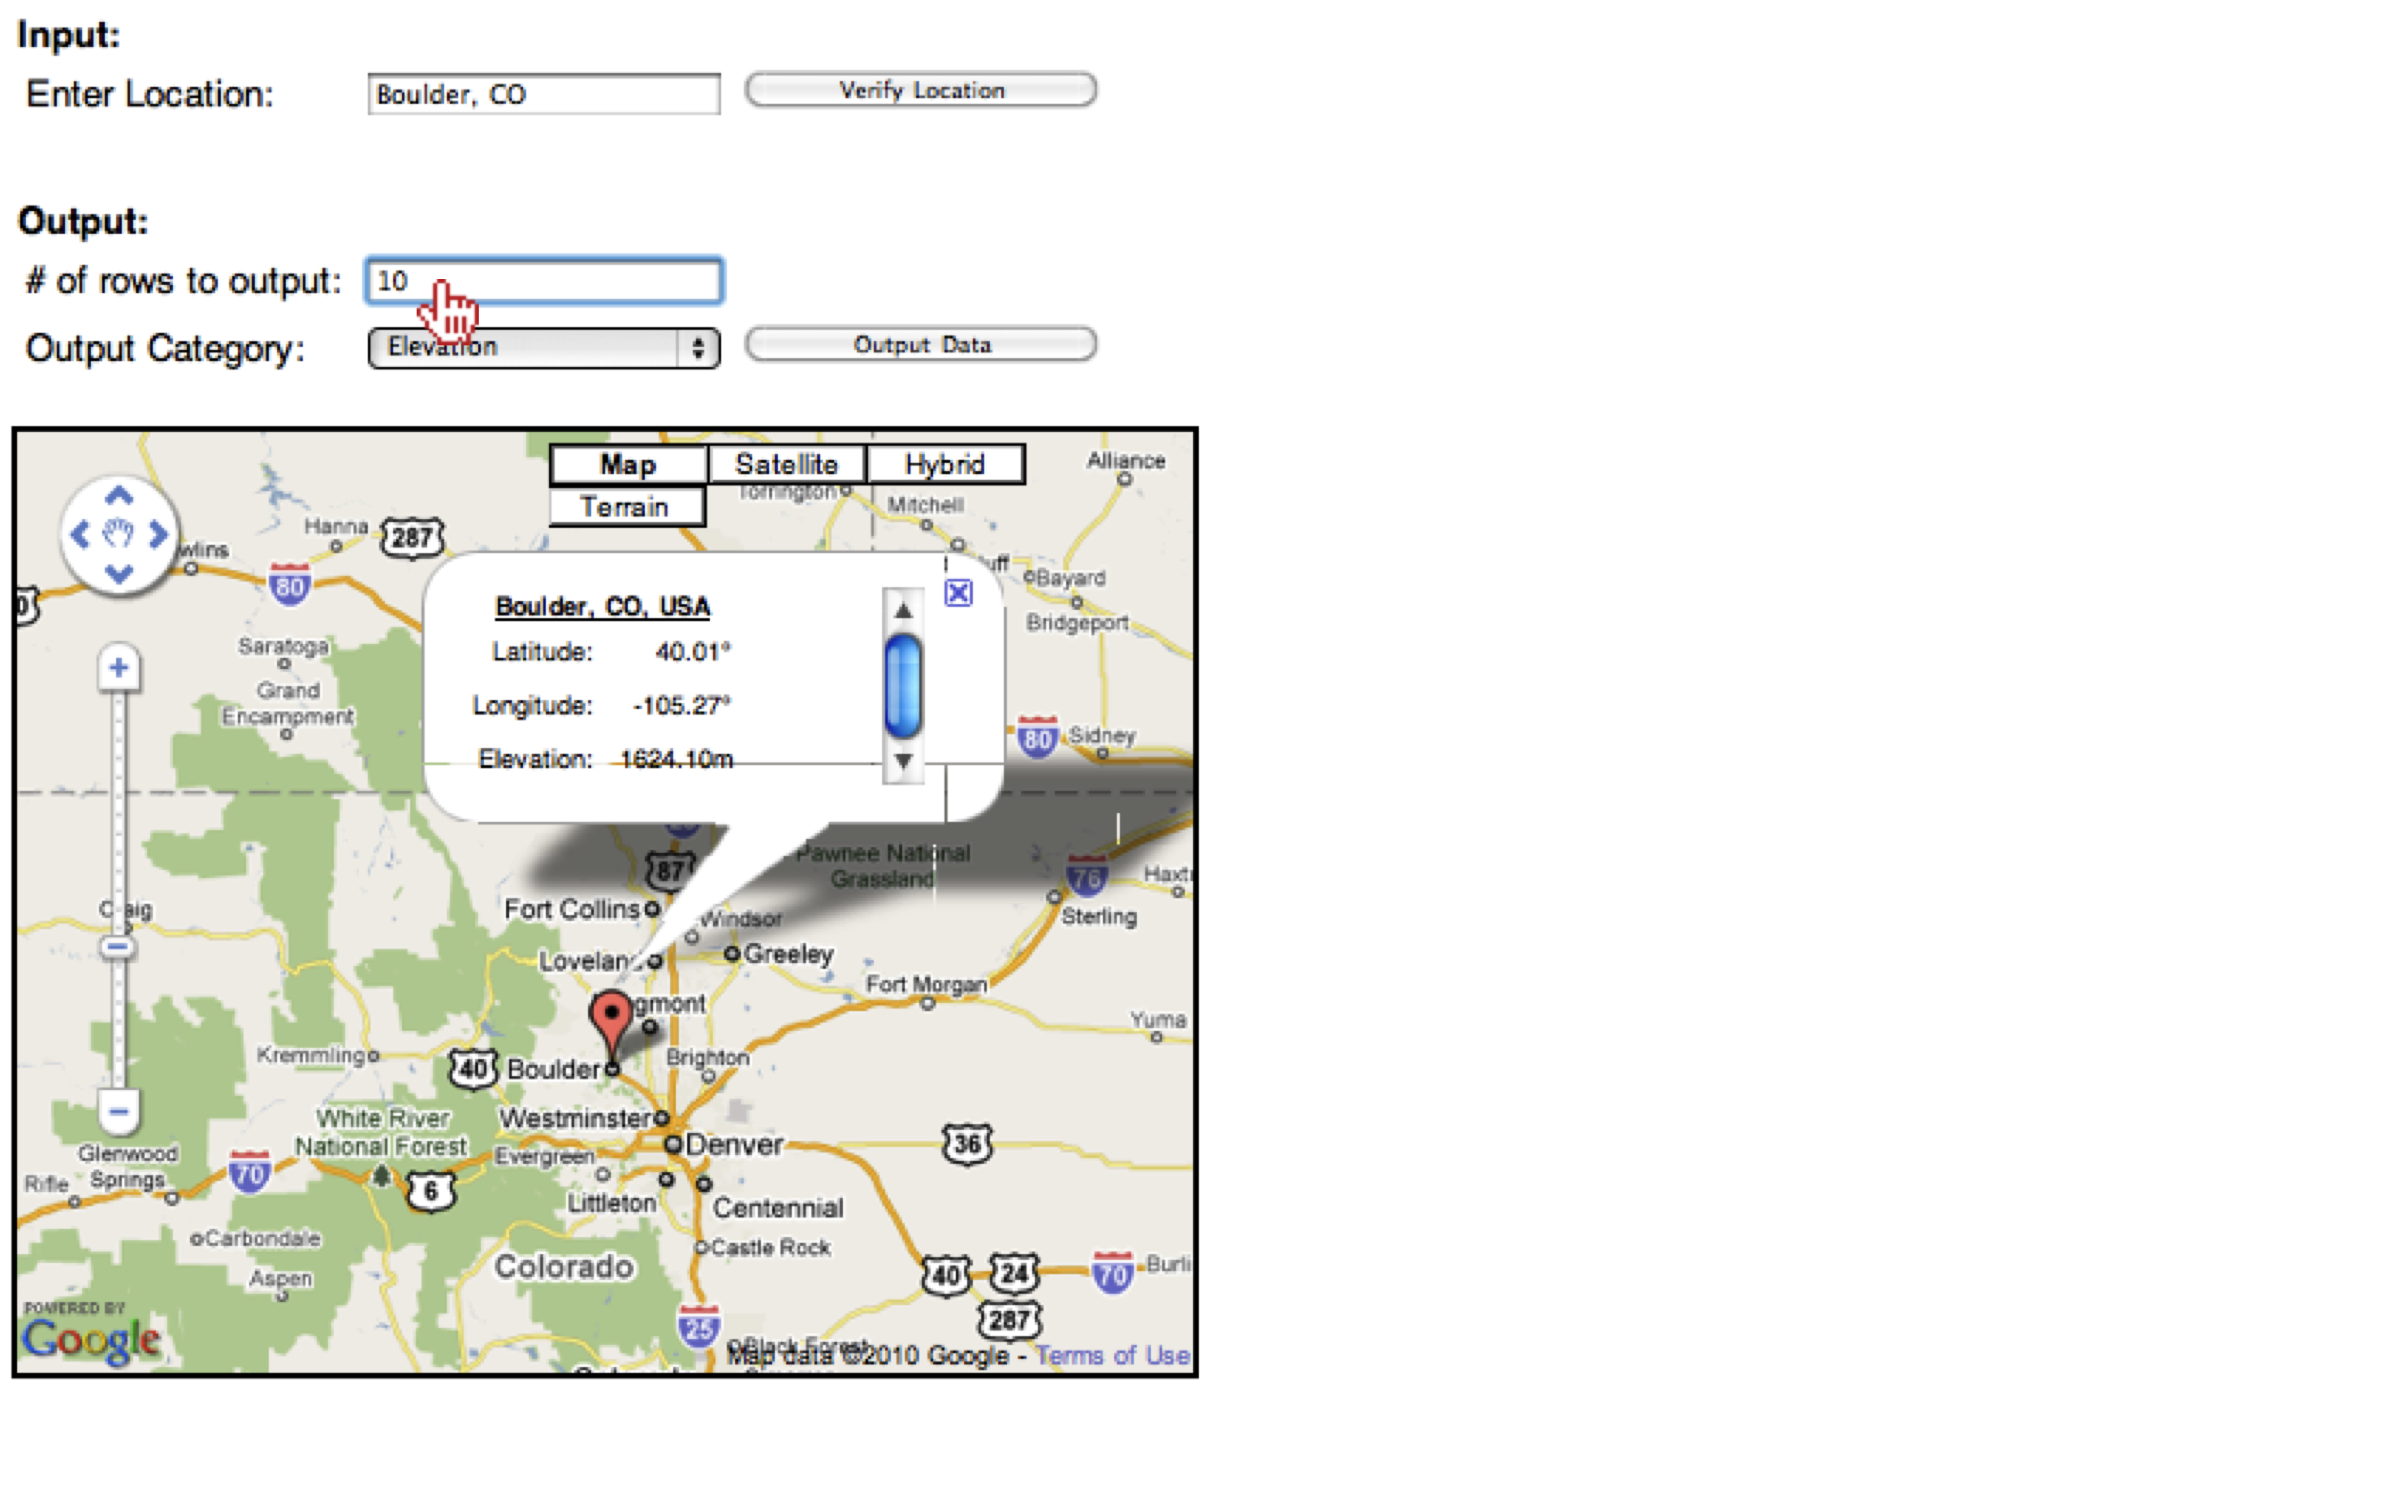 Input:
Enter Location: Boulder, CO Verify Location
Output:
# of rows to output: 10
Output Category: Elevation Output Data
Map Satellite Hybrid
Terrain
Alliance
Torrington
Mitchell
Hanna 287
wlins
80
uff
Bayard
Bridgeport
Boulder, CO, USA
Latitude: 40.01°
Longitude: -105.27°
Elevation: 1624.10m
Saratoga
Grand
Encampment
80 Sidney
Pawnee National
Grassland
87
76
Haxt
Fort Collins
Windsor
Sterling
Craig
Greeley
Fort Morgan
gmont
Yuma
Kremmling
40 Boulder
Brighton
White River
National Forest
Westminster
Denver
36
Glenwood
Springs
Evergreen
70
Rifle
6
Littleton
Centennial
Carbondale
Castle Rock
Colorado
Aspen
40 24 70 Burli
287
25
POWERED BY
Google
Black Forest
Map data ©2010 Google - Terms of Use